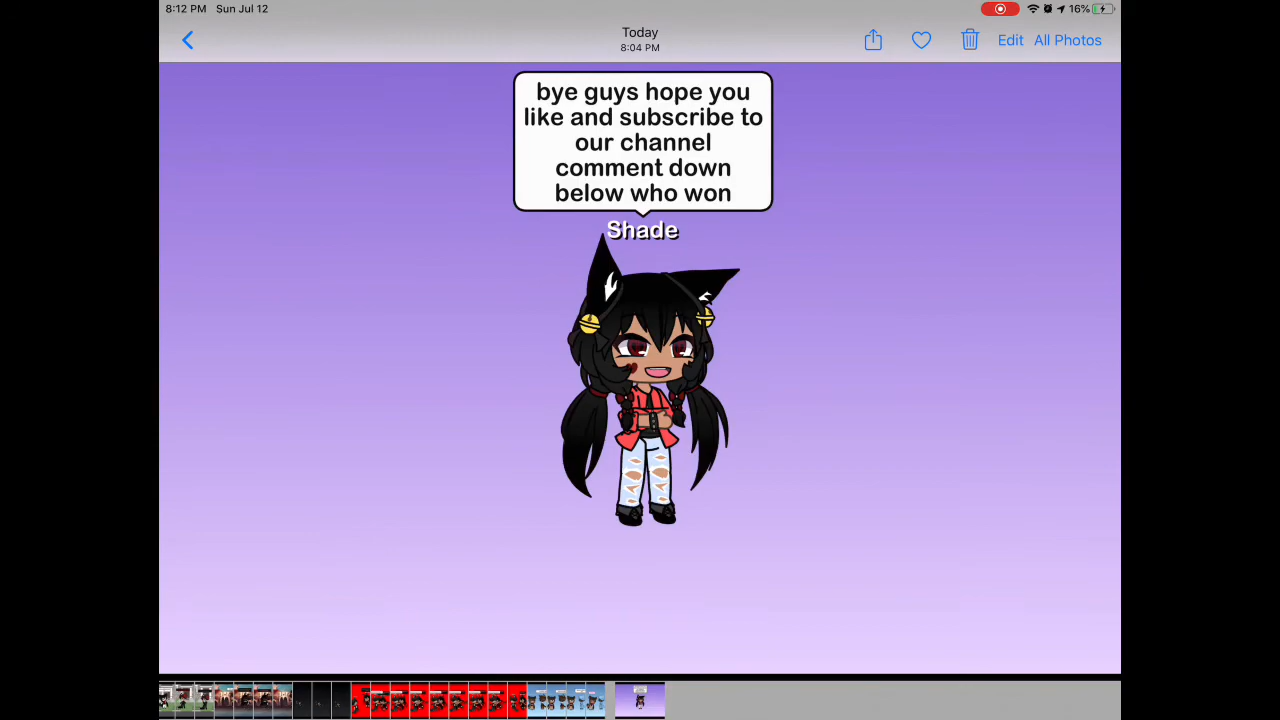 8:12 PM Sun Jul 12
16%
Today
8:04 PM
Edit All Photos
bye guys hope you
like and subscribe to
our channel
comment down
below who won
Shade